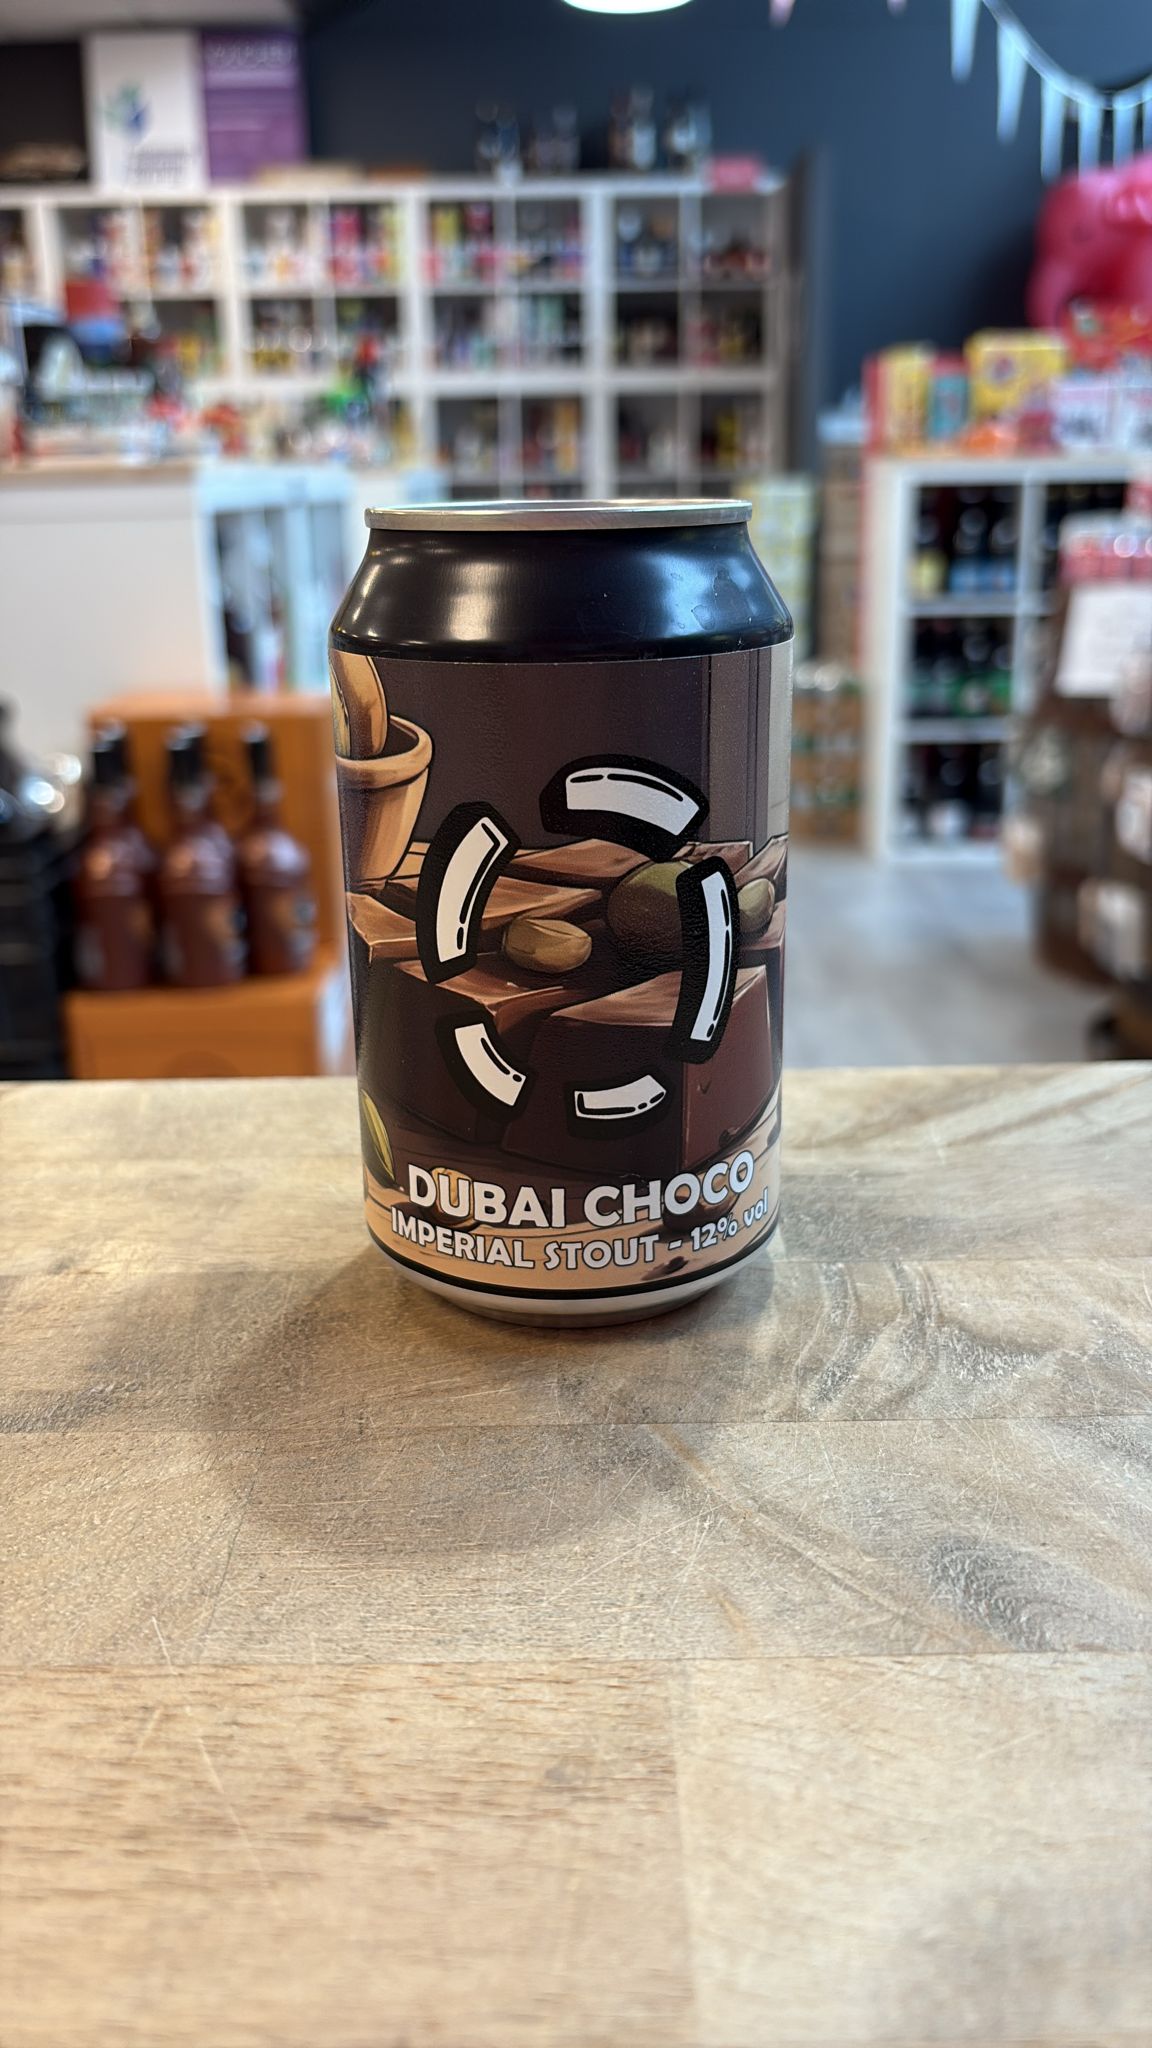 DUBAI CHOCO
IMPERIAL STOUT - 12% vol